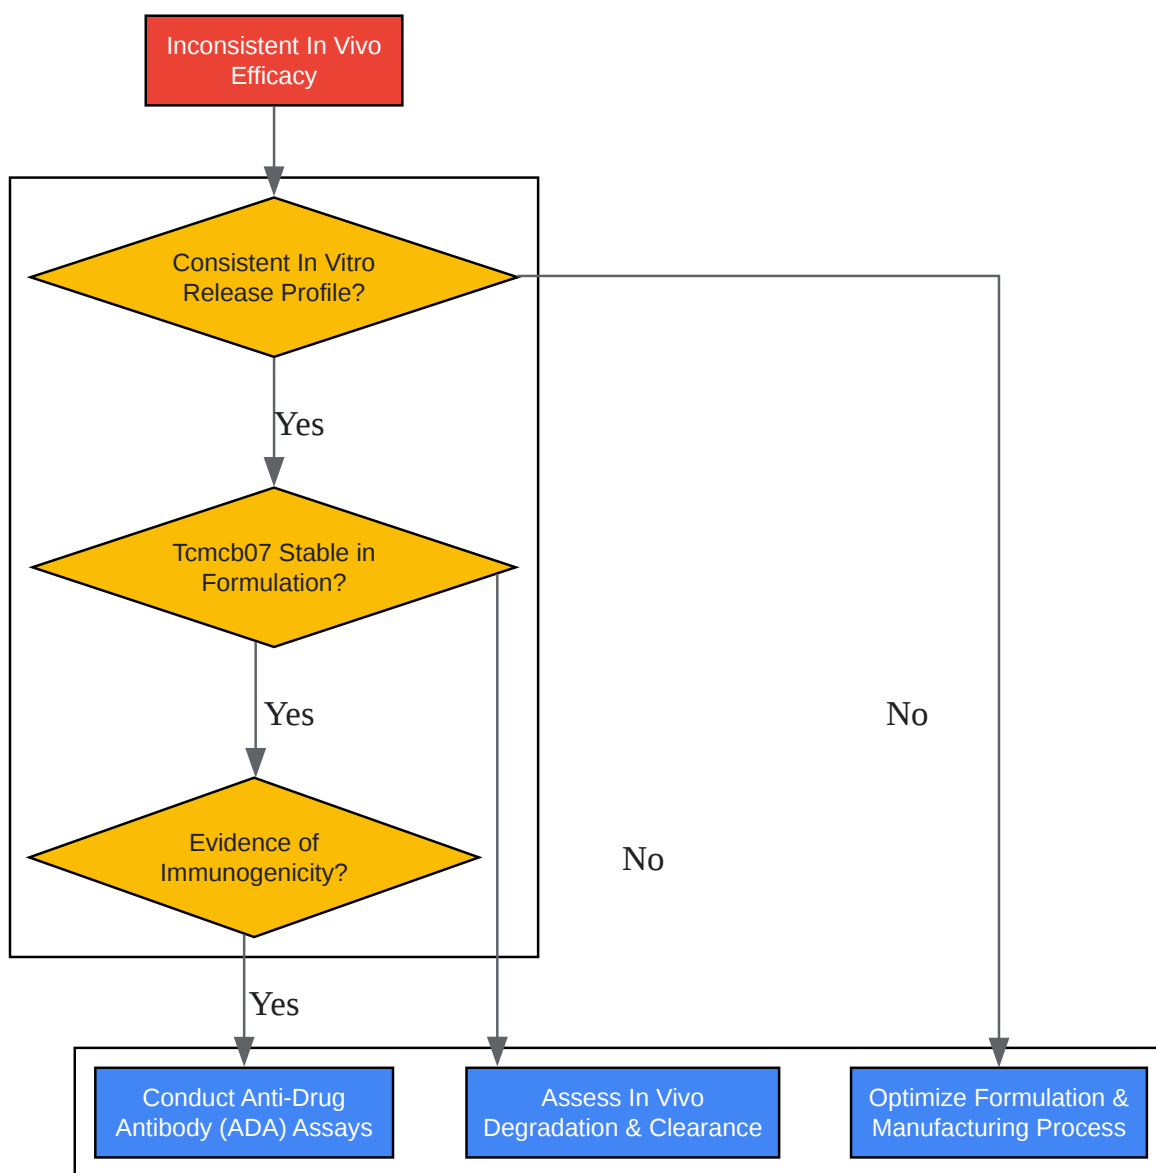 Inconsistent In Vivo
Efficacy
Consistent In Vitro
Release Profile?
Yes
Tcmcb07 Stable in
Formulation?
Yes
No
Evidence of
Immunogenicity?
No
Yes
Conduct Anti-Drug
Antibody (ADA) Assays
Assess In Vivo
Degradation & Clearance
Optimize Formulation &
Manufacturing Process